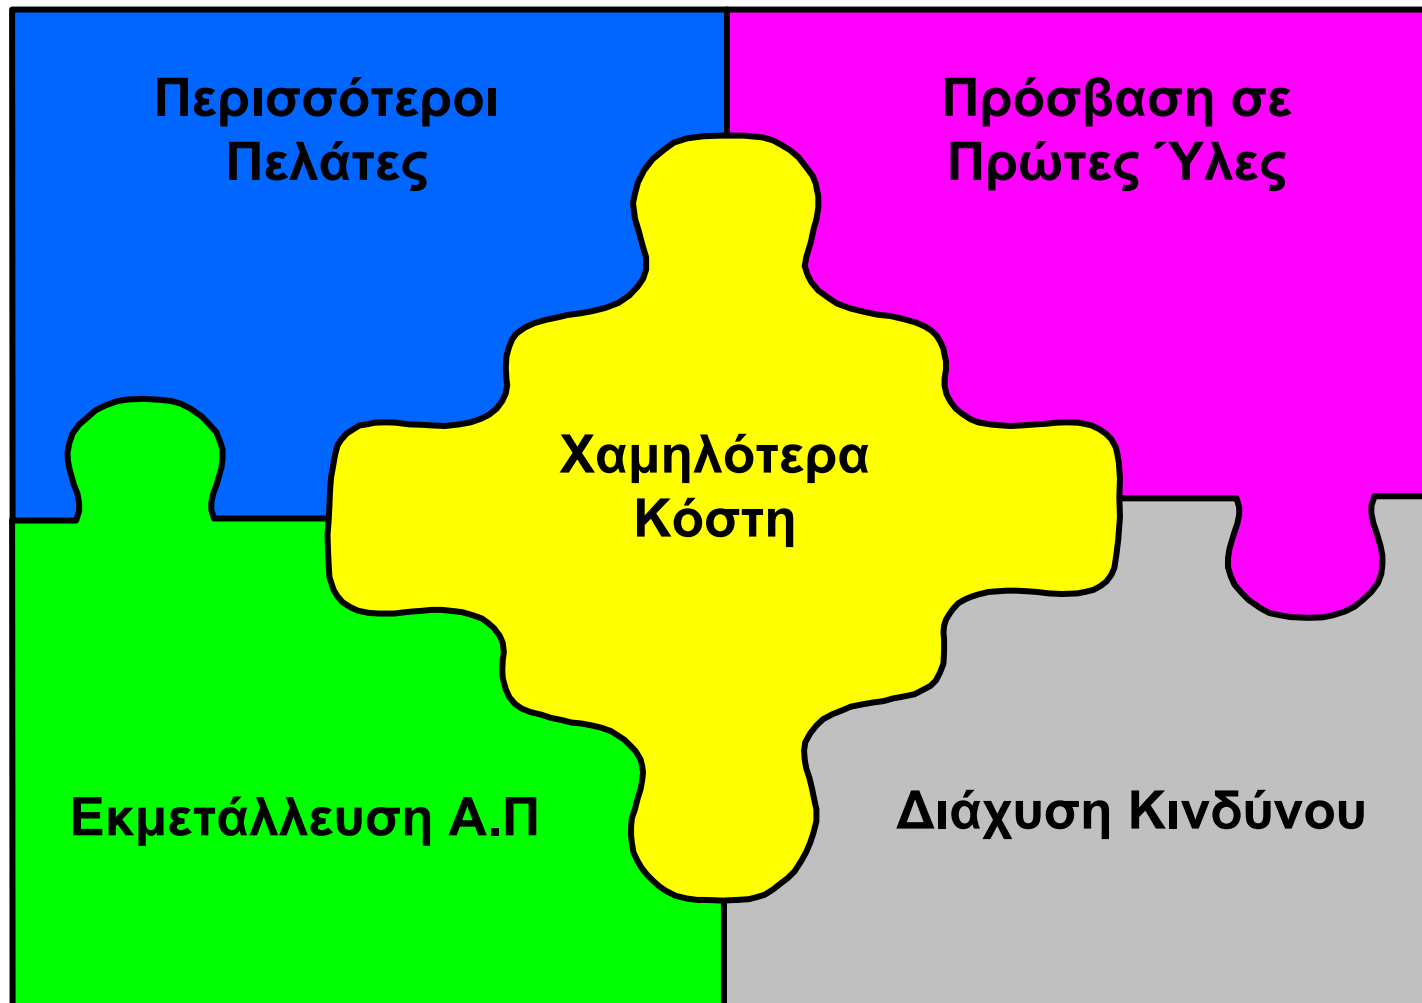 Περισσότεροι
Πελάτες
Πρόσβαση σε
Πρώτες Ύλες
Χαμηλότερα
Κόστη
Εκμετάλλευση Α.Π
Διάχυση Κινδύνου